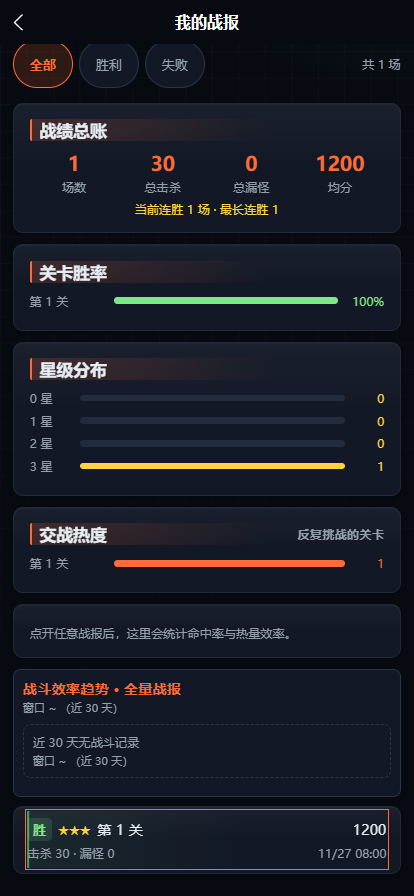 我的战报
全部 胜利 失败 共 1 场
战绩总账
1 30 0 1200
场数 总击杀 总漏怪 均分
当前连胜 1 场 · 最长连胜 1
关卡胜率
第 1 关 100%
星级分布
0 星 0
1 星 0
2 星 0
3 星 1
交战热度 反复挑战的关卡
第 1 关 1
点开任意战报后，这里会统计命中率与热量效率。
战斗效率趋势 · 全量战报
窗口 ~ （近 30 天）
近 30 天无战斗记录
窗口 ~ （近 30 天）
胜 ★★★ 第 1 关 1200
击杀 30 · 漏怪 0 11/27 08:00